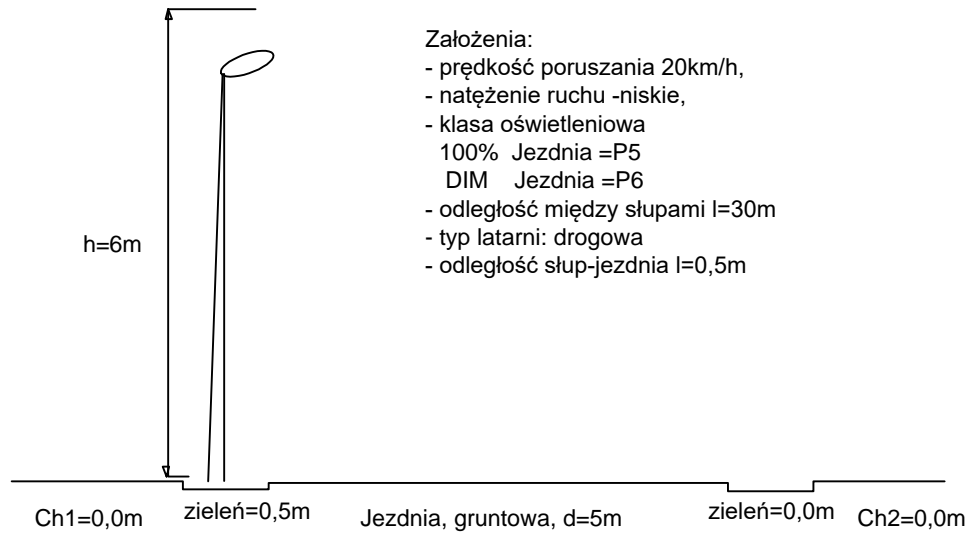 Założenia:
- prędkość poruszania 20km/h,
- natężenie ruchu -niskie,
- klasa oświetleniowa
100% Jezdnia =P5
DIM Jezdnia =P6
- odległość między słupami l=30m
- typ latarni: drogowa
- odległość słup-jezdnia l=0,5m
h=6m
Ch1=0,0m
zieleń=0,5m
Jezdnia, gruntowa, d=5m
zieleń=0,0m
Ch2=0,0m